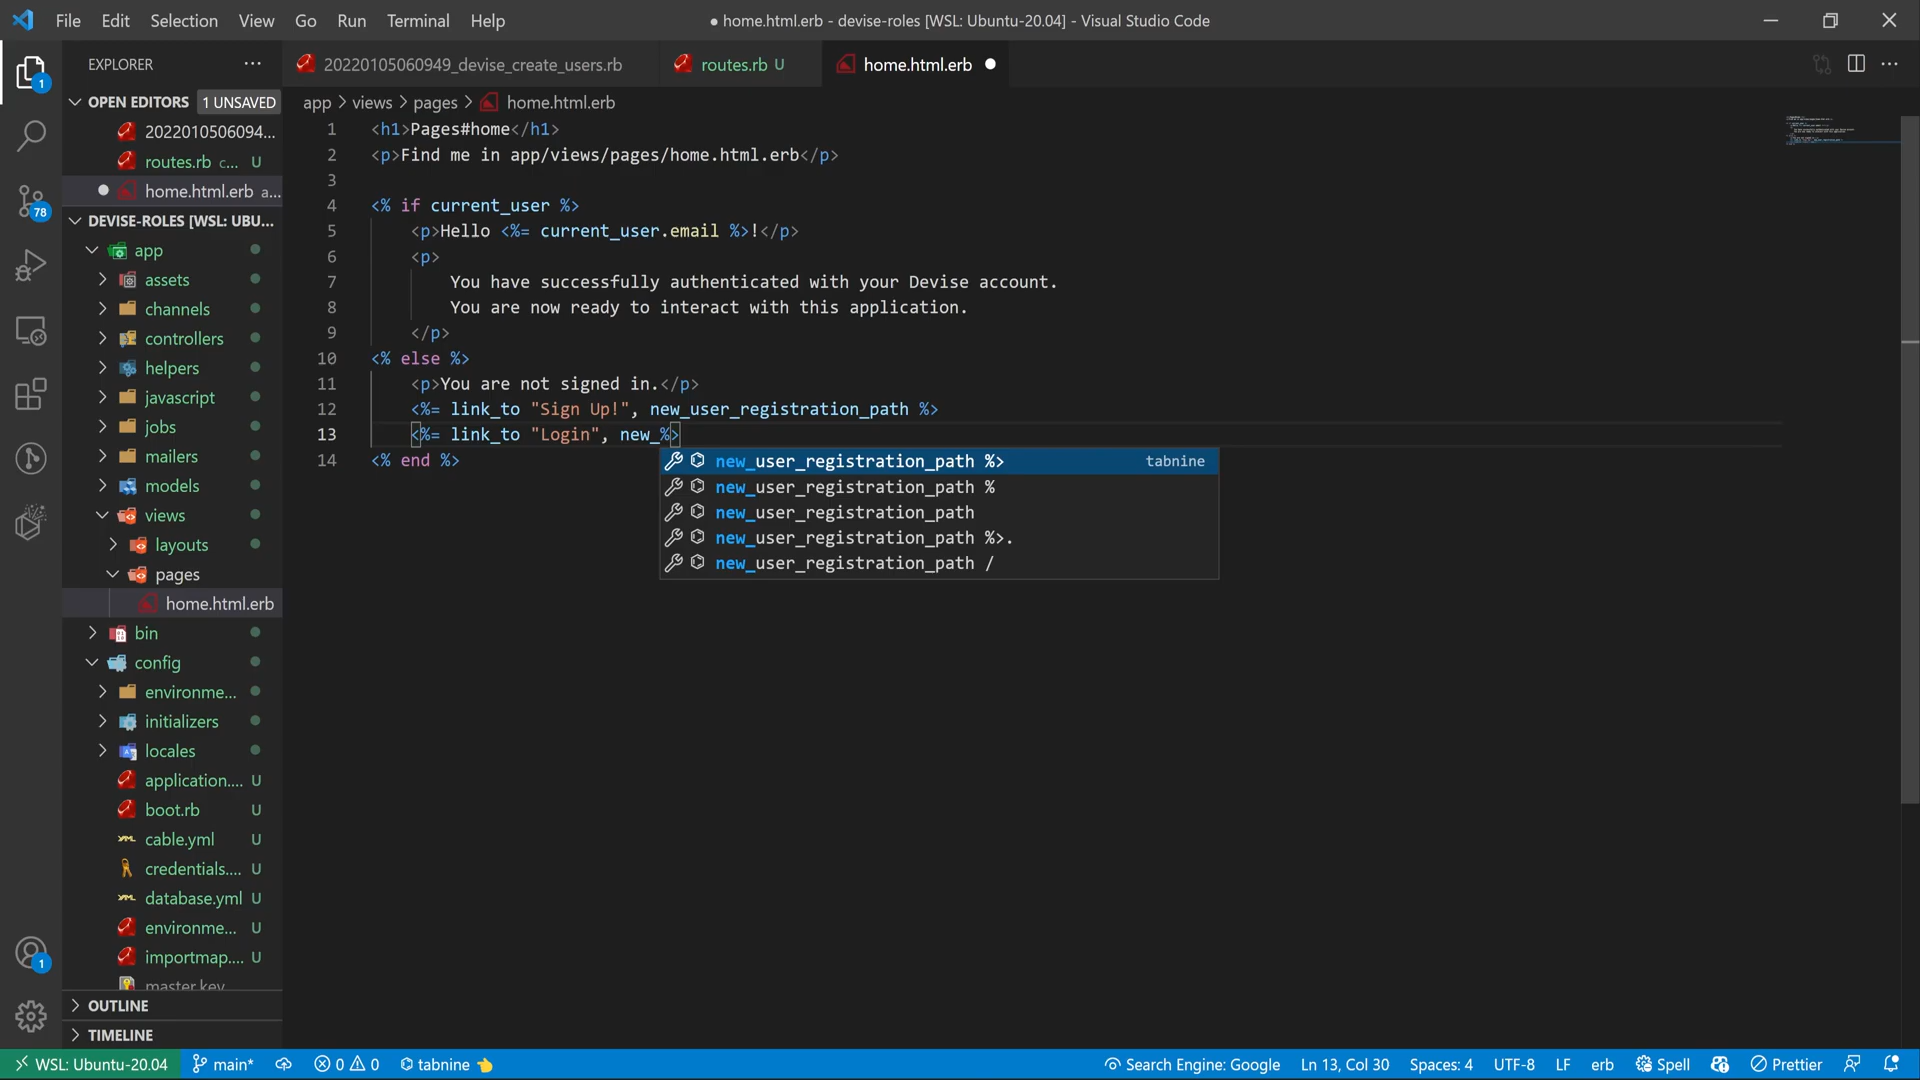 File Edit Selection View Go Run Terminal Help
● home.html.erb - devise-roles [WSL: Ubuntu-20.04] - Visual Studio Code
EXPLORER
20220105060949_devise_create_users.rb
routes.rb U
home.html.erb
OPEN EDITORS 1 UNSAVED
2022010506094...
routes.rb c... U
home.html.erb a...
DEVISE-ROLES [WSL: UBU...
app
assets
channels
controllers
helpers
javascript
jobs
mailers
models
views
layouts
pages
home.html.erb
bin
config
environme...
initializers
locales
application.... U
boot.rb U
cable.yml U
credentials.... U
database.yml U
environme... U
importmap.... U
master.key
OUTLINE
TIMELINE
1
78
1
app > views > pages > home.html.erb
1 <h1>Pages#home</h1>
2 <p>Find me in app/views/pages/home.html.erb</p>
3
4 <% if current_user %>
5 <p>Hello <%= current_user.email %>!</p>
6 <p>
7 You have successfully authenticated with your Devise account.
8 You are now ready to interact with this application.
9 </p>
10 <% else %>
11 <p>You are not signed in.</p>
12 <%= link_to "Sign Up!", new_user_registration_path %>
13 <%= link_to "Login", new_%>
14 <% end %>
new_user_registration_path %> tabnine
new_user_registration_path %
new_user_registration_path
new_user_registration_path %>.
new_user_registration_path /
WSL: Ubuntu-20.04 main* 0 0 tabnine 👈 Search Engine: Google Ln 13, Col 30 Spaces: 4 UTF-8 LF erb Spell Prettier